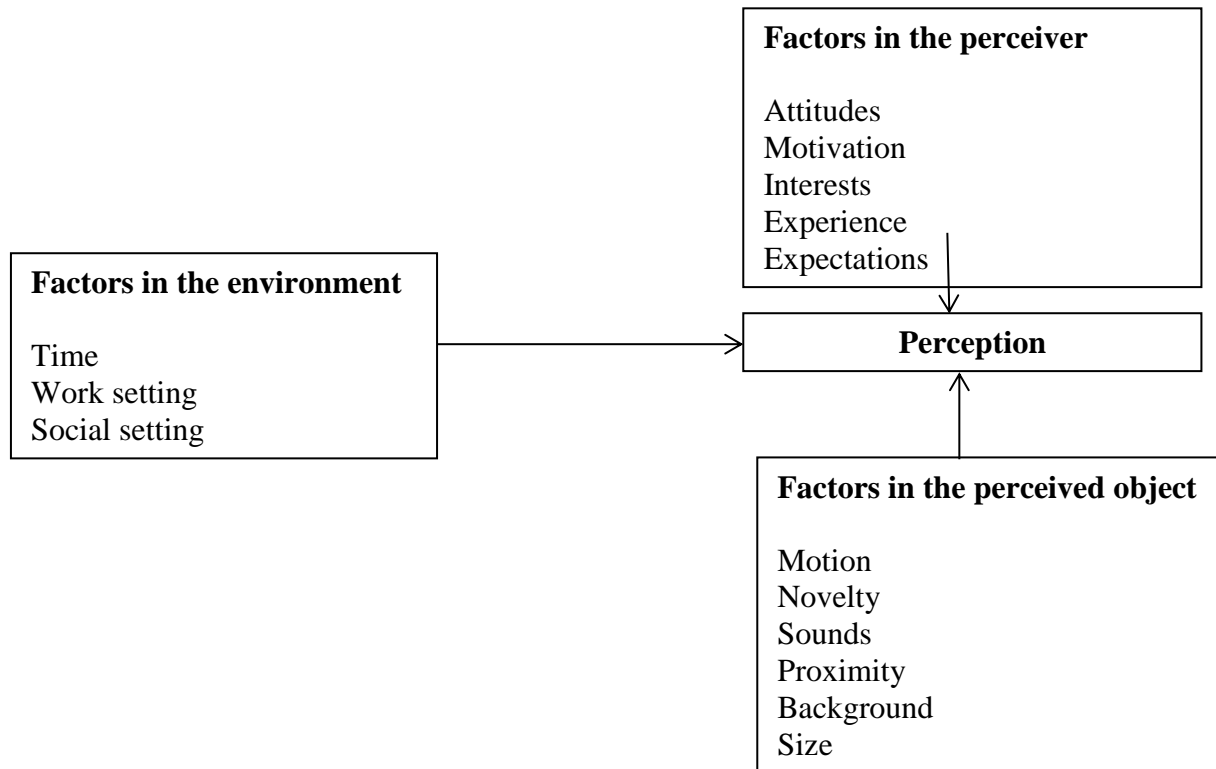 Factors in the perceiver
Attitudes
Motivation
Interests
Experience
Expectations
Factors in the environment
Time
Work setting
Social setting
Perception
Factors in the perceived object
Motion
Novelty
Sounds
Proximity
Background
Size